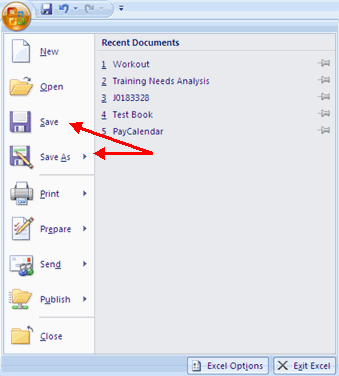 New
Open
Save
Save As
Print
Prepare
Send
Publish
Close
Recent Documents
1 Workout
2 Training Needs Analysis
3 J0183328
4 Test Book
5 PayCalendar
Excel Options
Exit Excel